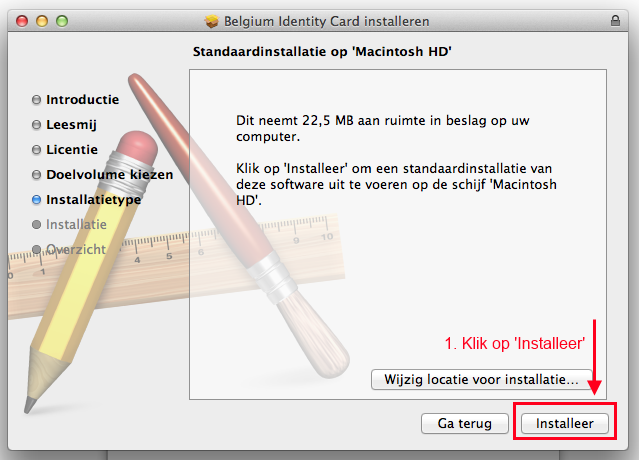 Belgium Identity Card installeren
Standaardinstallatie op 'Macintosh HD'
Introductie
Leesmij
Licentie
Doelvolume kiezen
Installatietype
Installatie
Overzicht
Dit neemt 22,5 MB aan ruimte in beslag op uw
computer.
Klik op 'Installeer' om een standaardinstallatie van
deze software uit te voeren op de schijf 'Macintosh
HD'.
1. Klik op 'Installeer'
Wijzig locatie voor installatie...
Ga terug
Installeer